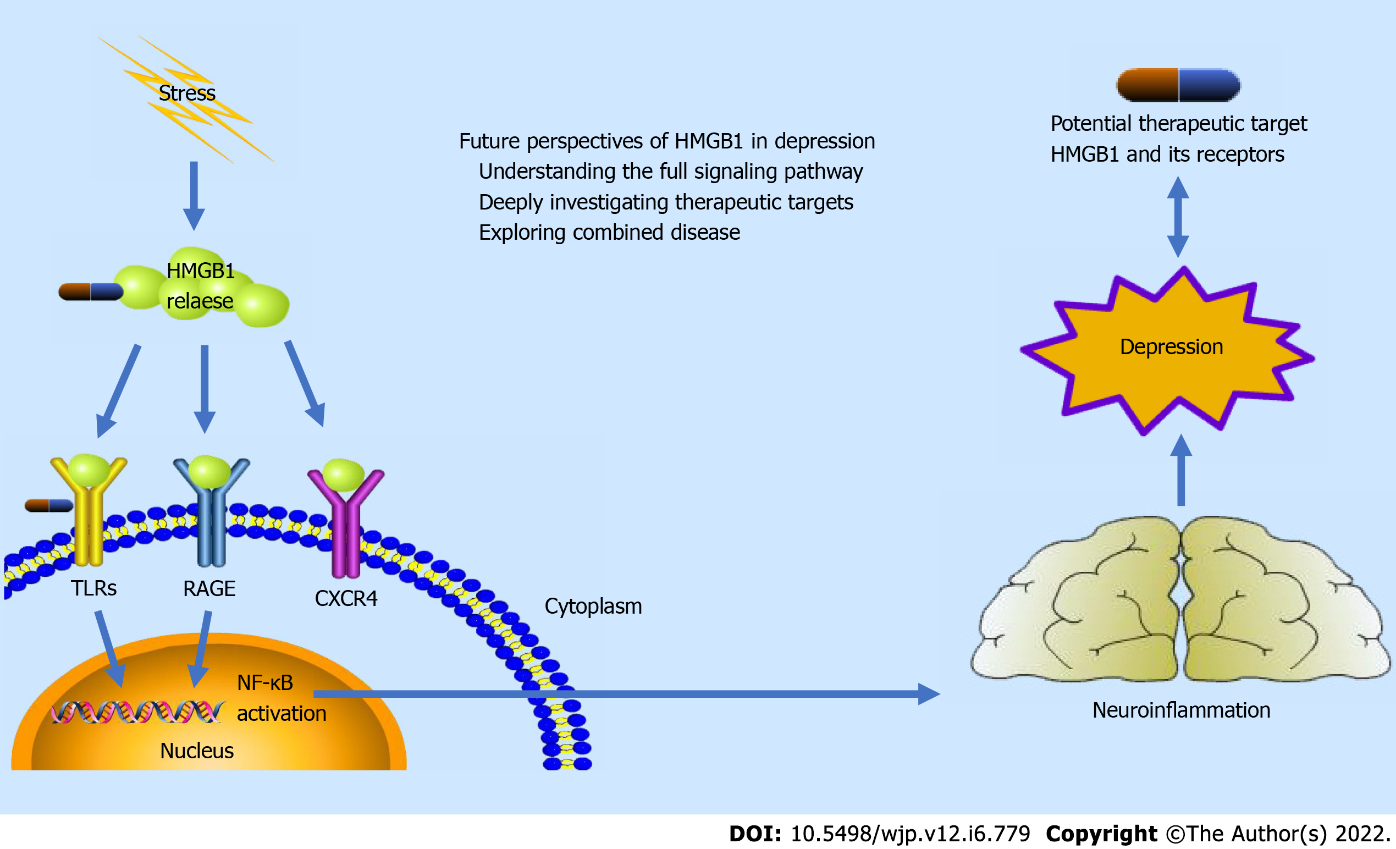 Stress
HMGB1
relaese
TLRs
RAGE
CXCR4
Cytoplasm
NF-κB
activation
Nucleus
Future perspectives of HMGB1 in depression
Understanding the full signaling pathway
Deeply investigating therapeutic targets
Exploring combined disease
Potential therapeutic target
HMGB1 and its receptors
Depression
Neuroinflammation
DOI: 10.5498/wjp.v12.i6.779 Copyright ©The Author(s) 2022.